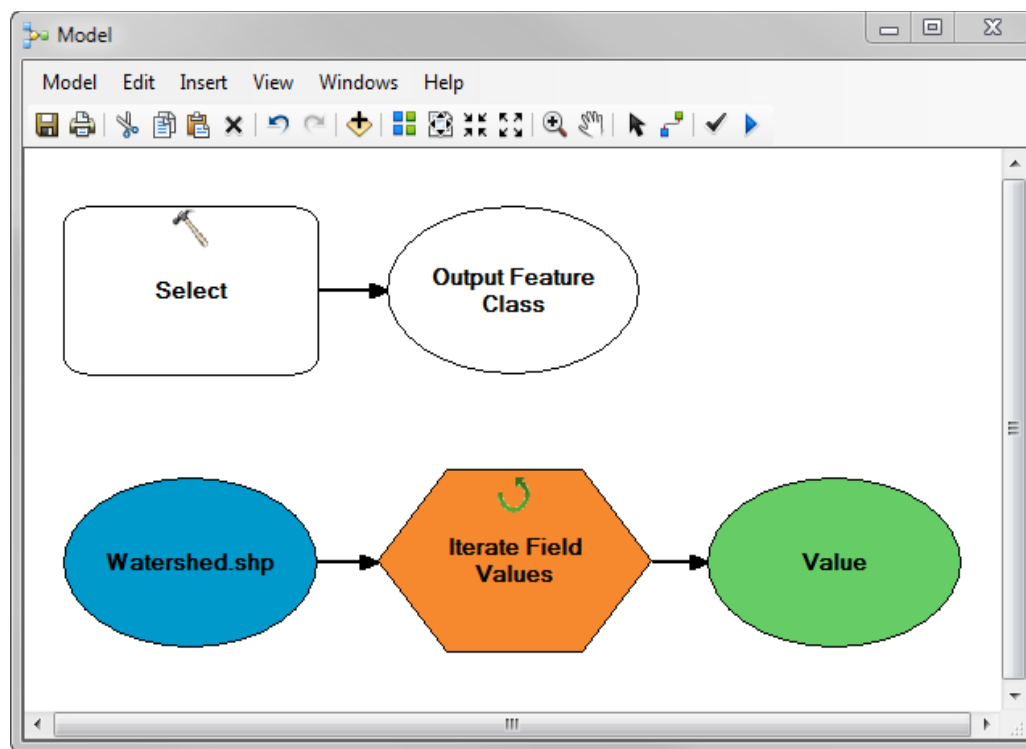 Model
Model Edit Insert View Windows Help
Select
Output Feature
Class
Watershed.shp
Iterate Field
Values
Value